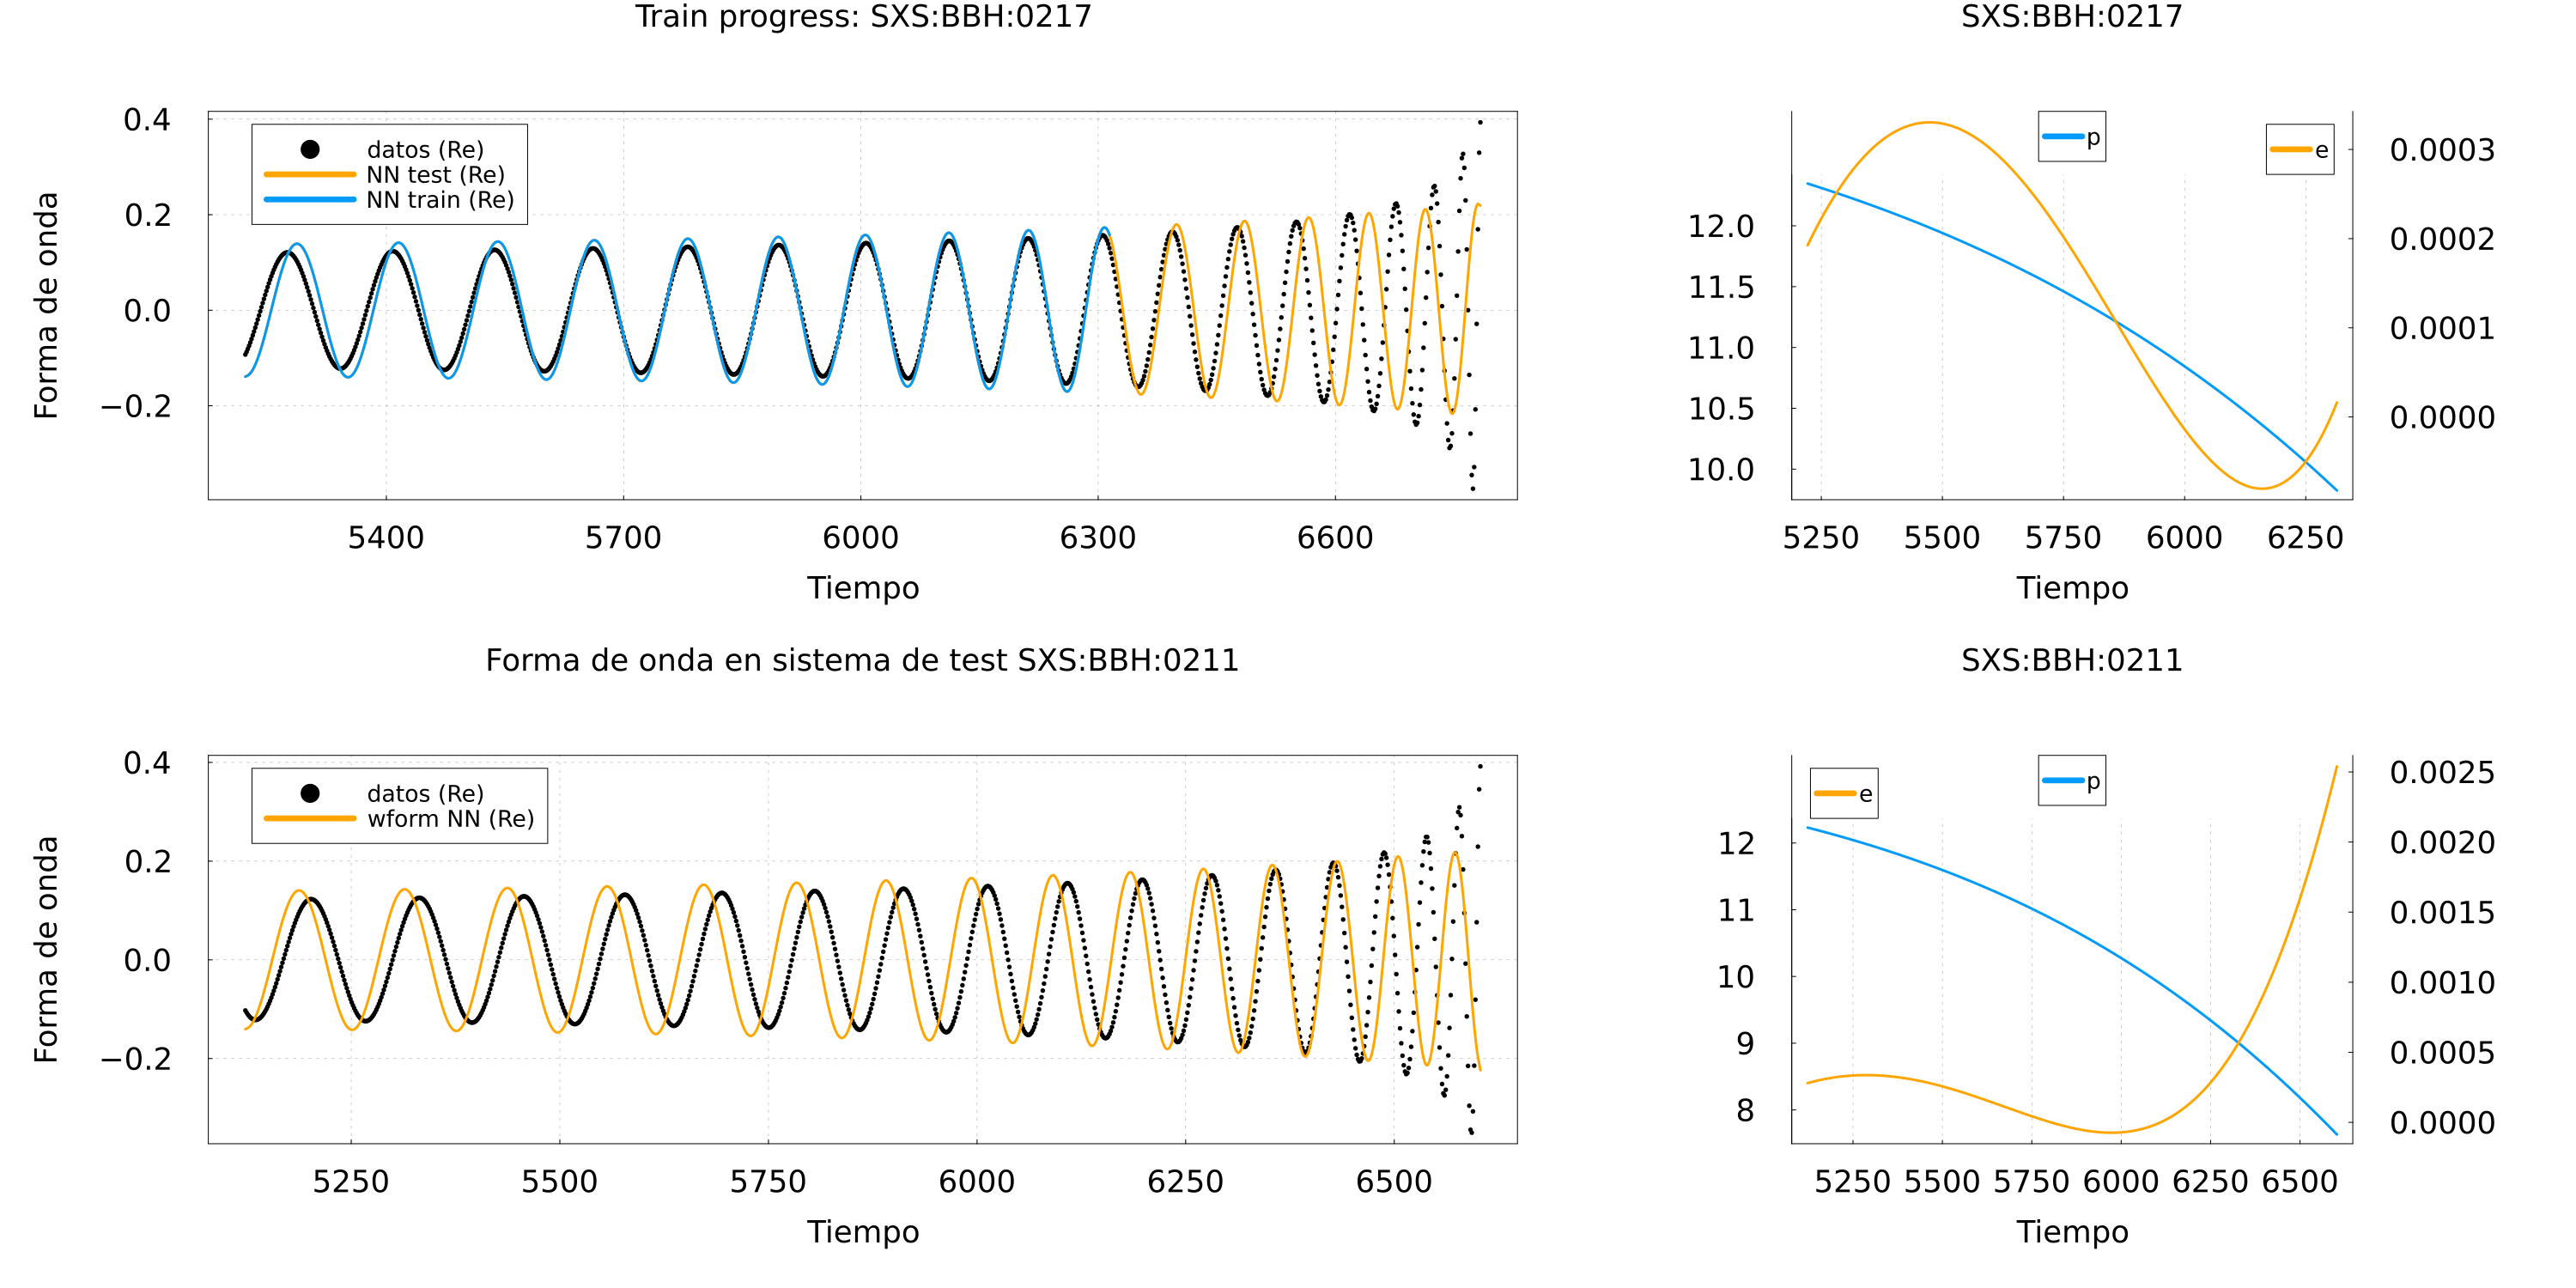 Train progress: SXS:BBH:0217
0.4
0.2
0.0
−0.2
Forma de onda
datos (Re)
NN test (Re)
NN train (Re)
5400 5700 6000 6300 6600
Tiempo
SXS:BBH:0217
12.0
11.5
11.0
10.5
10.0
p
e
0.0003
0.0002
0.0001
0.0000
5250 5500 5750 6000 6250
Tiempo
Forma de onda en sistema de test SXS:BBH:0211
0.4
0.2
0.0
−0.2
Forma de onda
datos (Re)
wform NN (Re)
5250 5500 5750 6000 6250 6500
Tiempo
SXS:BBH:0211
12
11
10
9
8
e
p
0.0025
0.0020
0.0015
0.0010
0.0005
0.0000
5250 5500 5750 6000 6250 6500
Tiempo